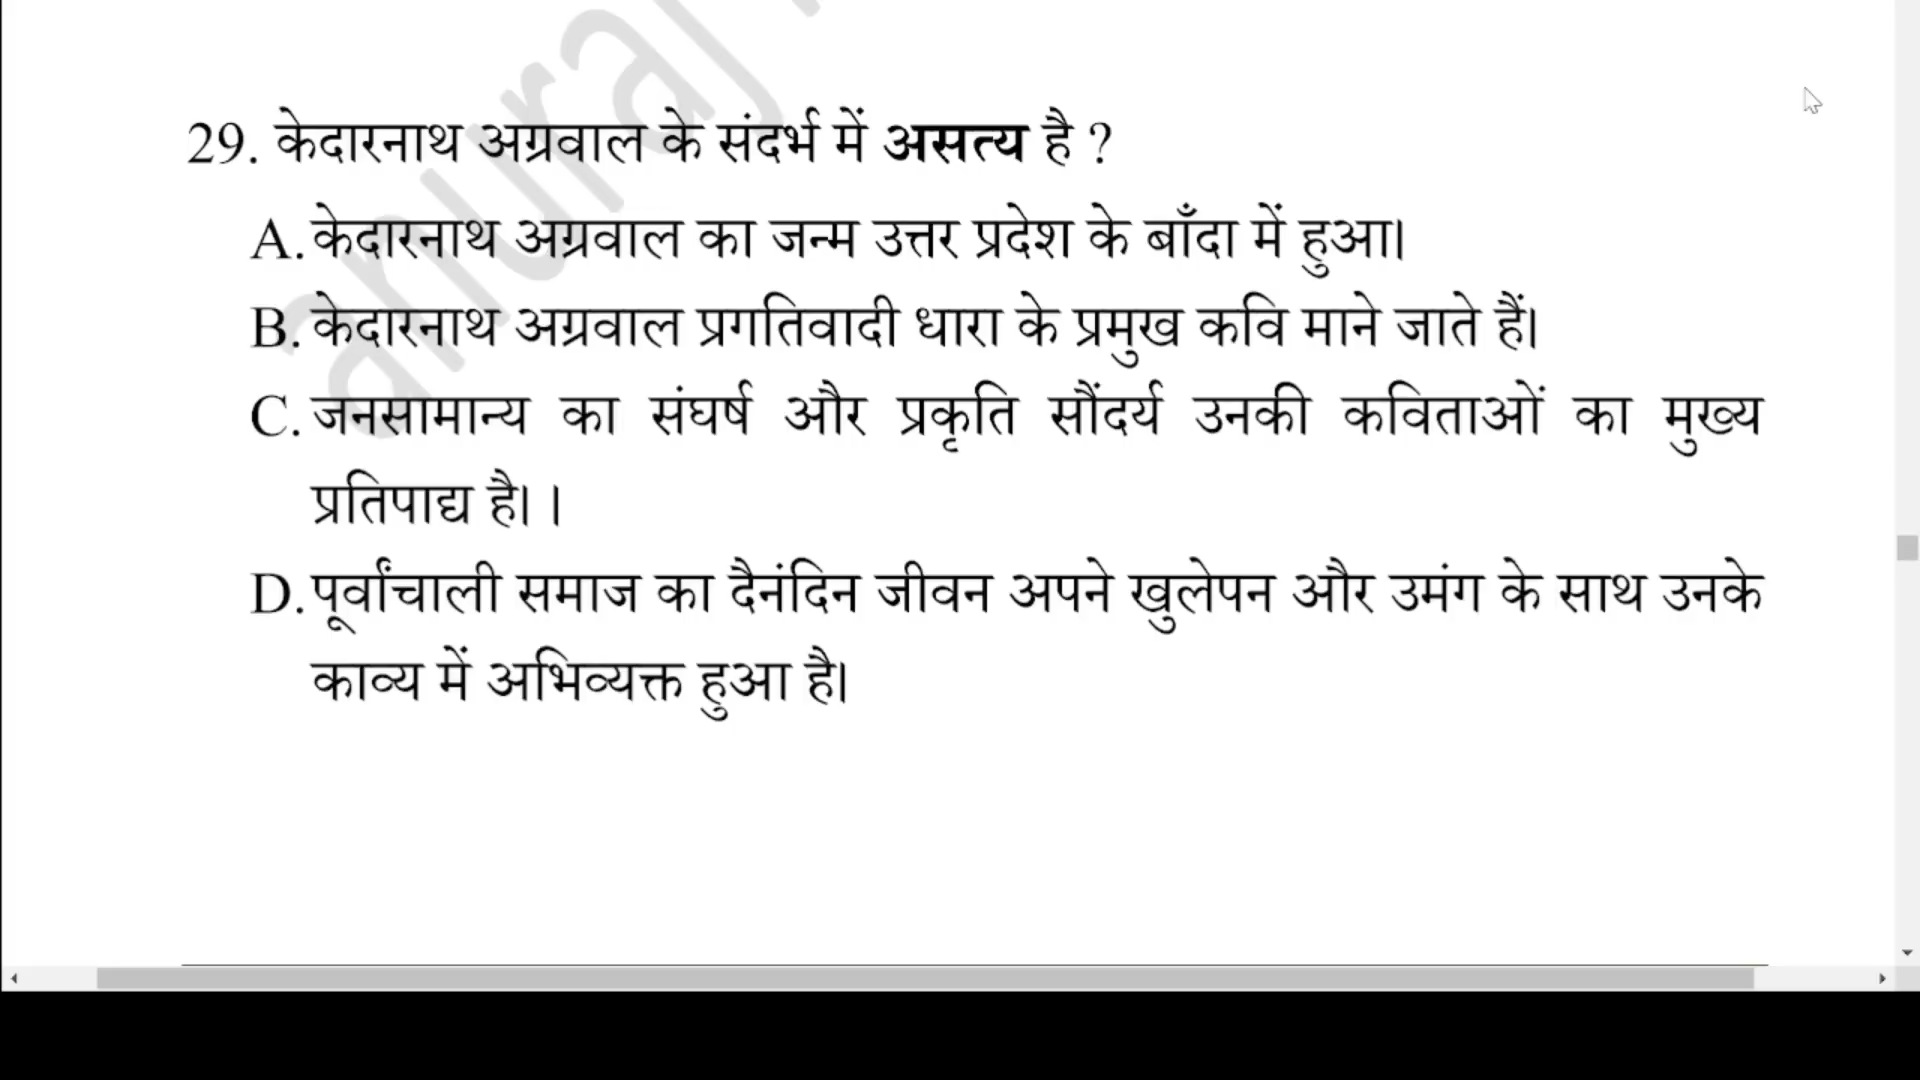 anuraj
29. केदारनाथ अग्रवाल के संदर्भ में असत्य है ?
A. केदारनाथ अग्रवाल का जन्म उत्तर प्रदेश के बाँदा में हुआ।
B. केदारनाथ अग्रवाल प्रगतिवादी धारा के प्रमुख कवि माने जाते हैं।
C. जनसामान्य का संघर्ष और प्रकृति सौंदर्य उनकी कविताओं का मुख्य
प्रतिपाद्य है। ।
D. पूर्वांचाली समाज का दैनंदिन जीवन अपने खुलेपन और उमंग के साथ उनके
काव्य में अभिव्यक्त हुआ है।